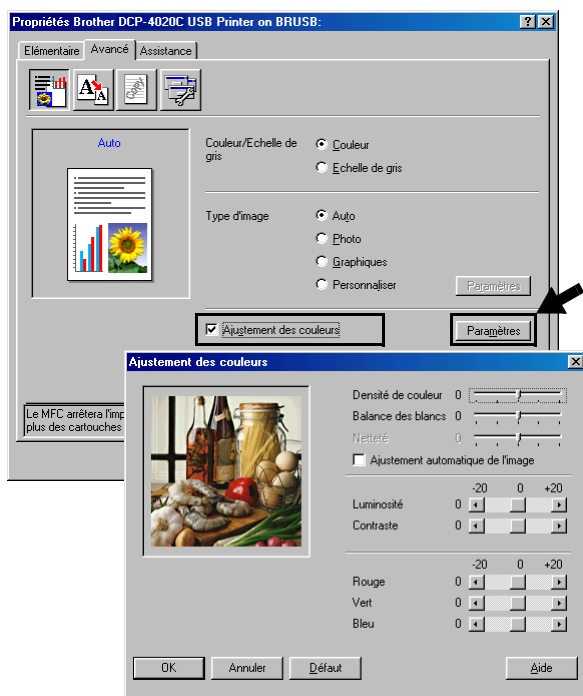 Propriétés Brother DCP-4020C USB Printer on BRUSB:
Elémentaire Avancé Assistance
Copy
Auto
Couleur/Echelle de gris
Couleur
Echelle de gris
Type d'image
Auto
Photo
Graphiques
Personnaliser
Paramètres
Ajustement des couleurs
Paramètres
Le MFC arrêtera l'imp
plus des cartouches
Ajustement des couleurs
Densité de couleur 0
Balance des blancs 0
Netteté 0
Ajustement automatique de l'image
-20 0 +20
Luminosité 0
Contraste 0
-20 0 +20
Rouge 0
Vert 0
Bleu 0
OK Annuler Défaut Aide